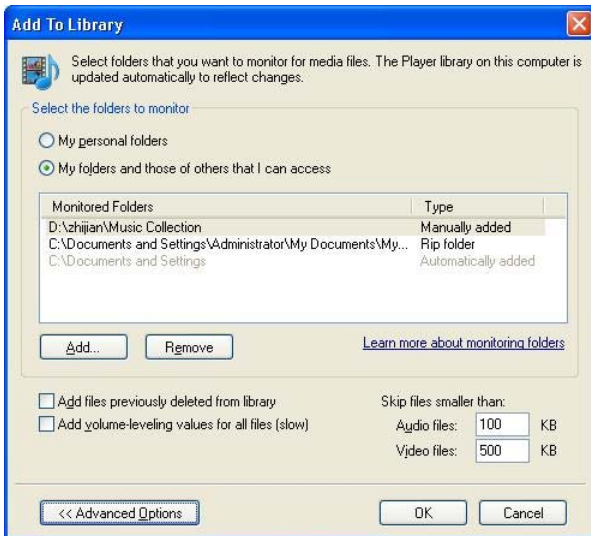 Add To Library
Select folders that you want to monitor for media files. The Player library on this computer is
updated automatically to reflect changes.
Select the folders to monitor
My personal folders
My folders and those of others that I can access
Monitored Folders Type
D:\zhijian\Music Collection Manually added
C:\Documents and Settings\Administrator\My Documents\My... Rip folder
C:\Documents and Settings Automatically added
Add... Remove Learn more about monitoring folders
Add files previously deleted from library Skip files smaller than:
Add volume-leveling values for all files (slow) Audio files: 100 KB
Video files: 500 KB
<< Advanced Options OK Cancel